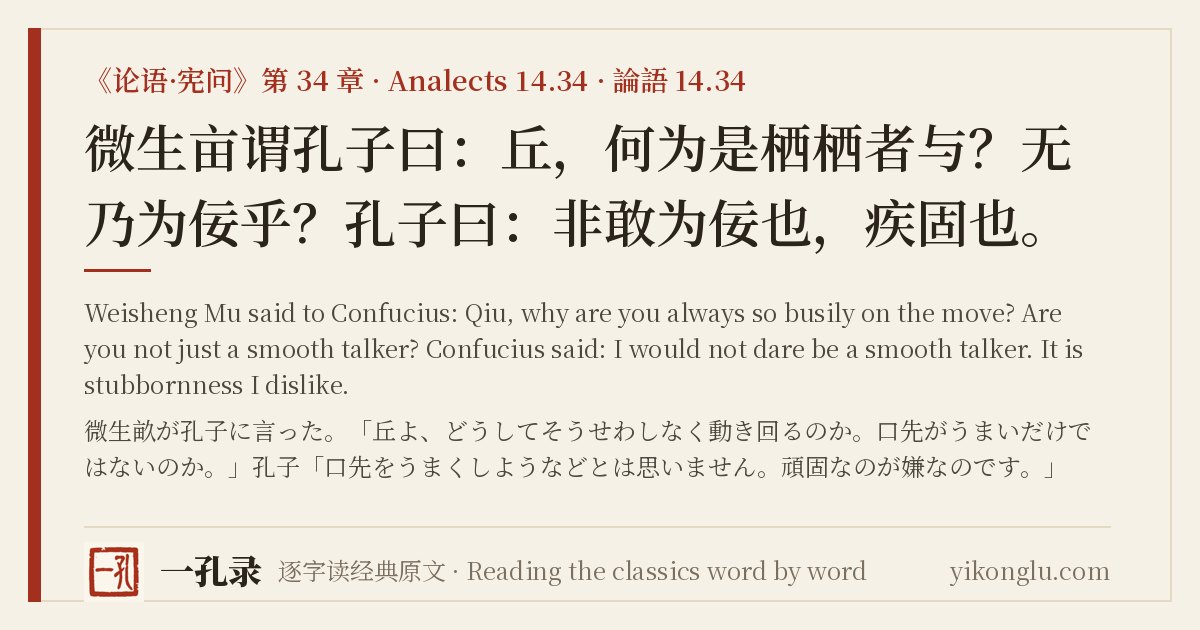 《论语·宪问》第 34 章 · Analects 14.34 · 論語 14.34
微生亩谓孔子曰：丘，何为是栖栖者与？无
乃为佞乎？孔子曰：非敢为佞也，疾固也。
Weisheng Mu said to Confucius: Qiu, why are you always so busily on the move? Are
you not just a smooth talker? Confucius said: I would not dare be a smooth talker. It is
stubbornness I dislike.
微生畝が孔子に言った。「丘よ、どうしてそうせわしなく動き回るのか。口先がうまいだけで
はないのか。」孔子「口先をうまくしようなどとは思いません。頑固なのが嫌なのです。」
一孔
一孔录 逐字读经典原文 · Reading the classics word by word yikonglu.com